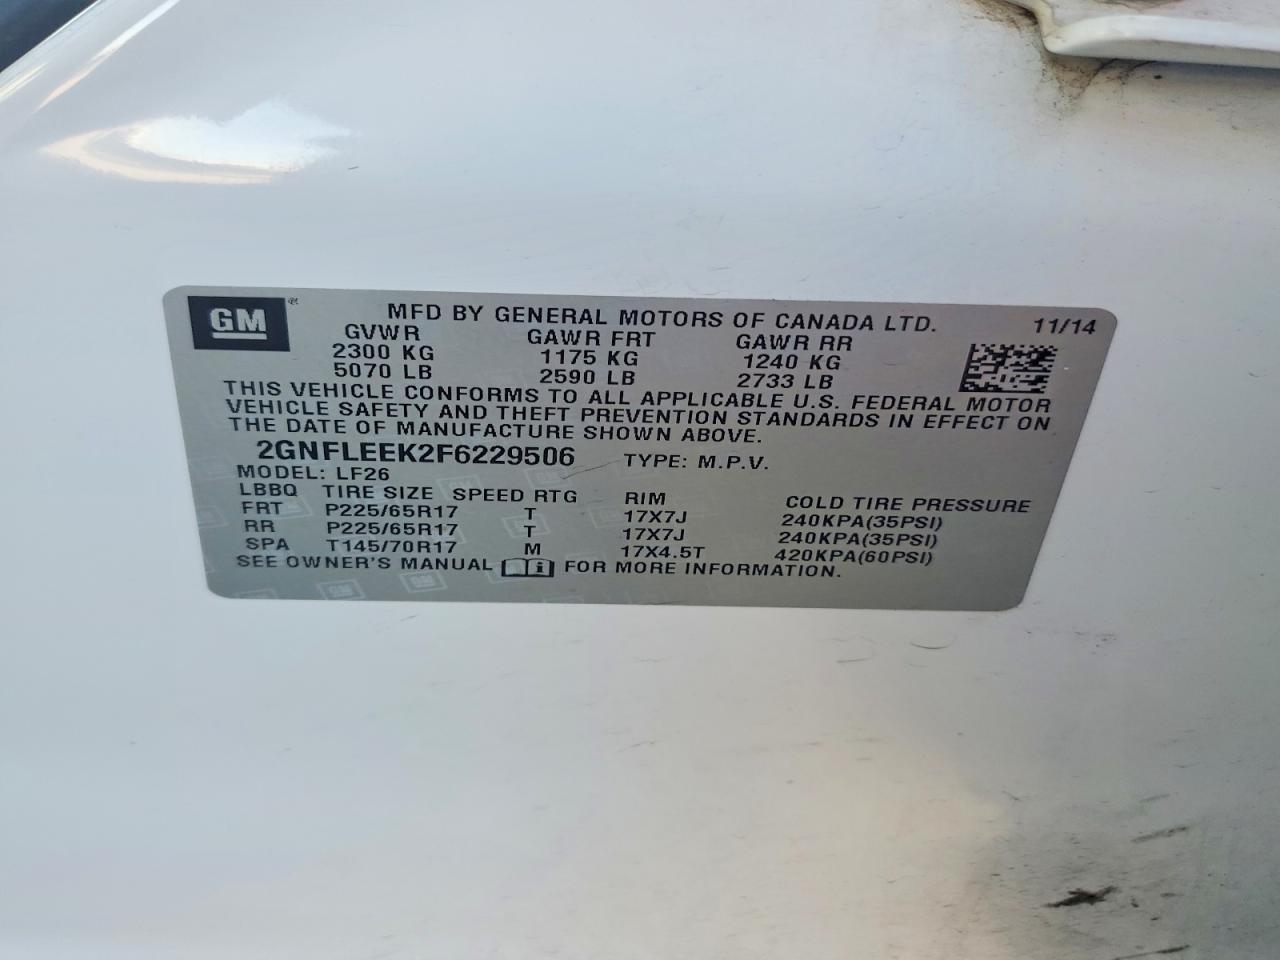 GM
MFD BY GENERAL MOTORS OF CANADA LTD. 11/14
GVWR GAWR FRT GAWR RR
2300 KG 1175 KG 1240 KG
5070 LB 2590 LB 2733 LB
THIS VEHICLE CONFORMS TO ALL APPLICABLE U.S. FEDERAL MOTOR
VEHICLE SAFETY AND THEFT PREVENTION STANDARDS IN EFFECT ON
THE DATE OF MANUFACTURE SHOWN ABOVE.
2GNFLEEK2F6229506 TYPE: M.P.V.
MODEL: LF26
LBBQ TIRE SIZE SPEED RTG RIM COLD TIRE PRESSURE
FRT P225/65R17 T 17X7J 240KPA(35PSI)
RR P225/65R17 T 17X7J 240KPA(35PSI)
SPA T145/70R17 M 17X4.5T 420KPA(60PSI)
SEE OWNER'S MANUAL i FOR MORE INFORMATION.